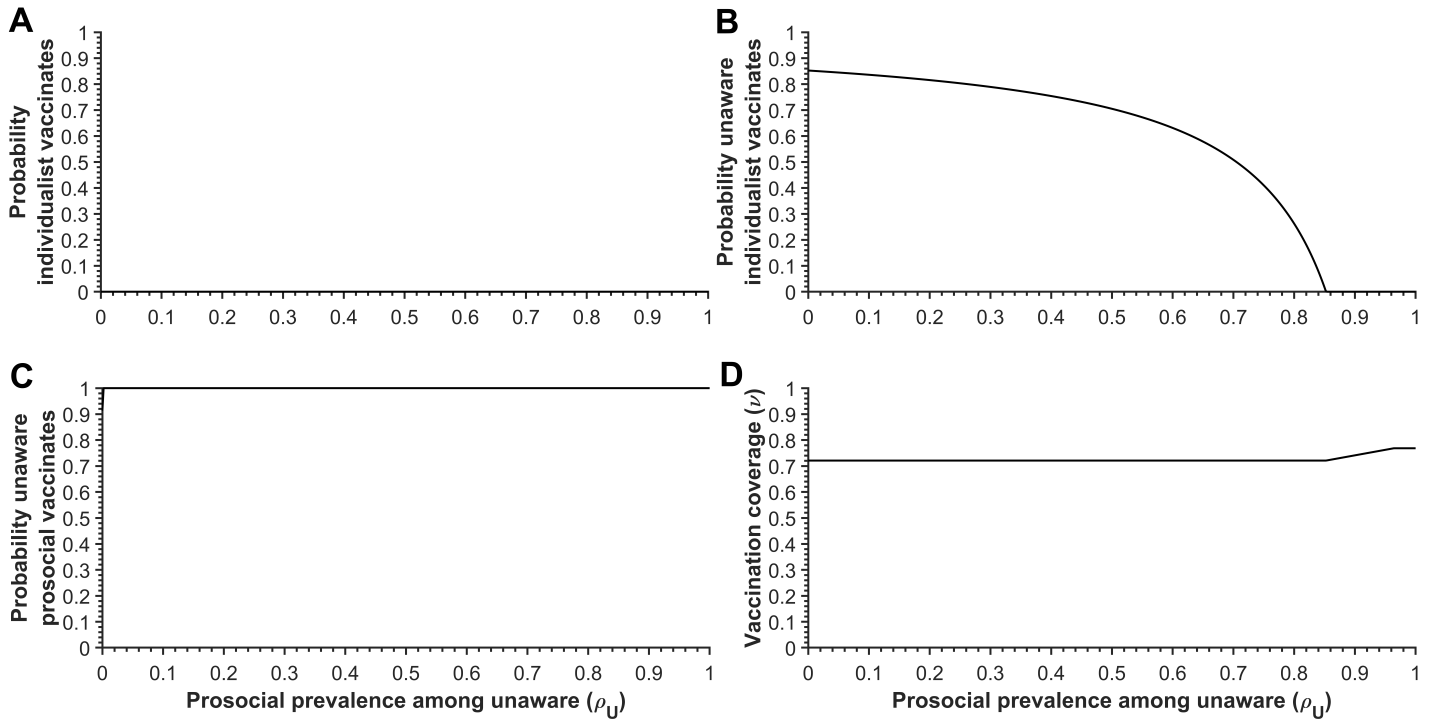 A
Probability
individualist vaccinates
1
0.9
0.8
0.7
0.6
0.5
0.4
0.3
0.2
0.1
0
0 0.1 0.2 0.3 0.4 0.5 0.6 0.7 0.8 0.9 1
B
Probability unaware
individualist vaccinates
1
0.9
0.8
0.7
0.6
0.5
0.4
0.3
0.2
0.1
0
0 0.1 0.2 0.3 0.4 0.5 0.6 0.7 0.8 0.9 1
C
Probability unaware
prosocial vaccinates
1
0.9
0.8
0.7
0.6
0.5
0.4
0.3
0.2
0.1
0
0 0.1 0.2 0.3 0.4 0.5 0.6 0.7 0.8 0.9 1
Prosocial prevalence among unaware (ρ_U)
D
Vaccination coverage (ν)
1
0.9
0.8
0.7
0.6
0.5
0.4
0.3
0.2
0.1
0
0 0.1 0.2 0.3 0.4 0.5 0.6 0.7 0.8 0.9 1
Prosocial prevalence among unaware (ρ_U)